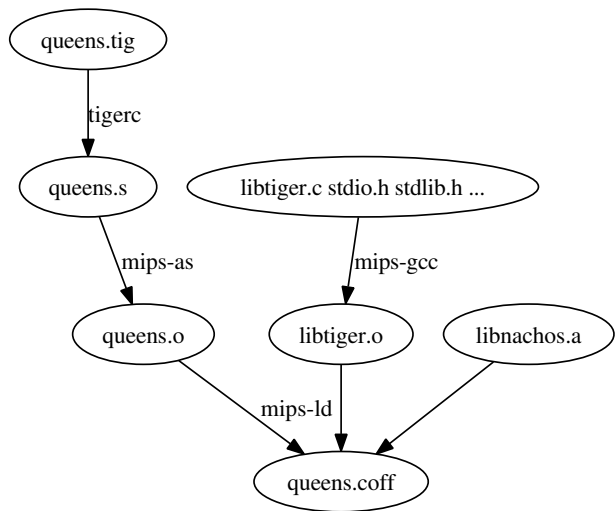 queens.tig
tigerc
queens.s
libtiger.c stdio.h stdlib.h ...
mips-as
mips-gcc
queens.o
libtiger.o
libnachos.a
mips-ld
queens.coff